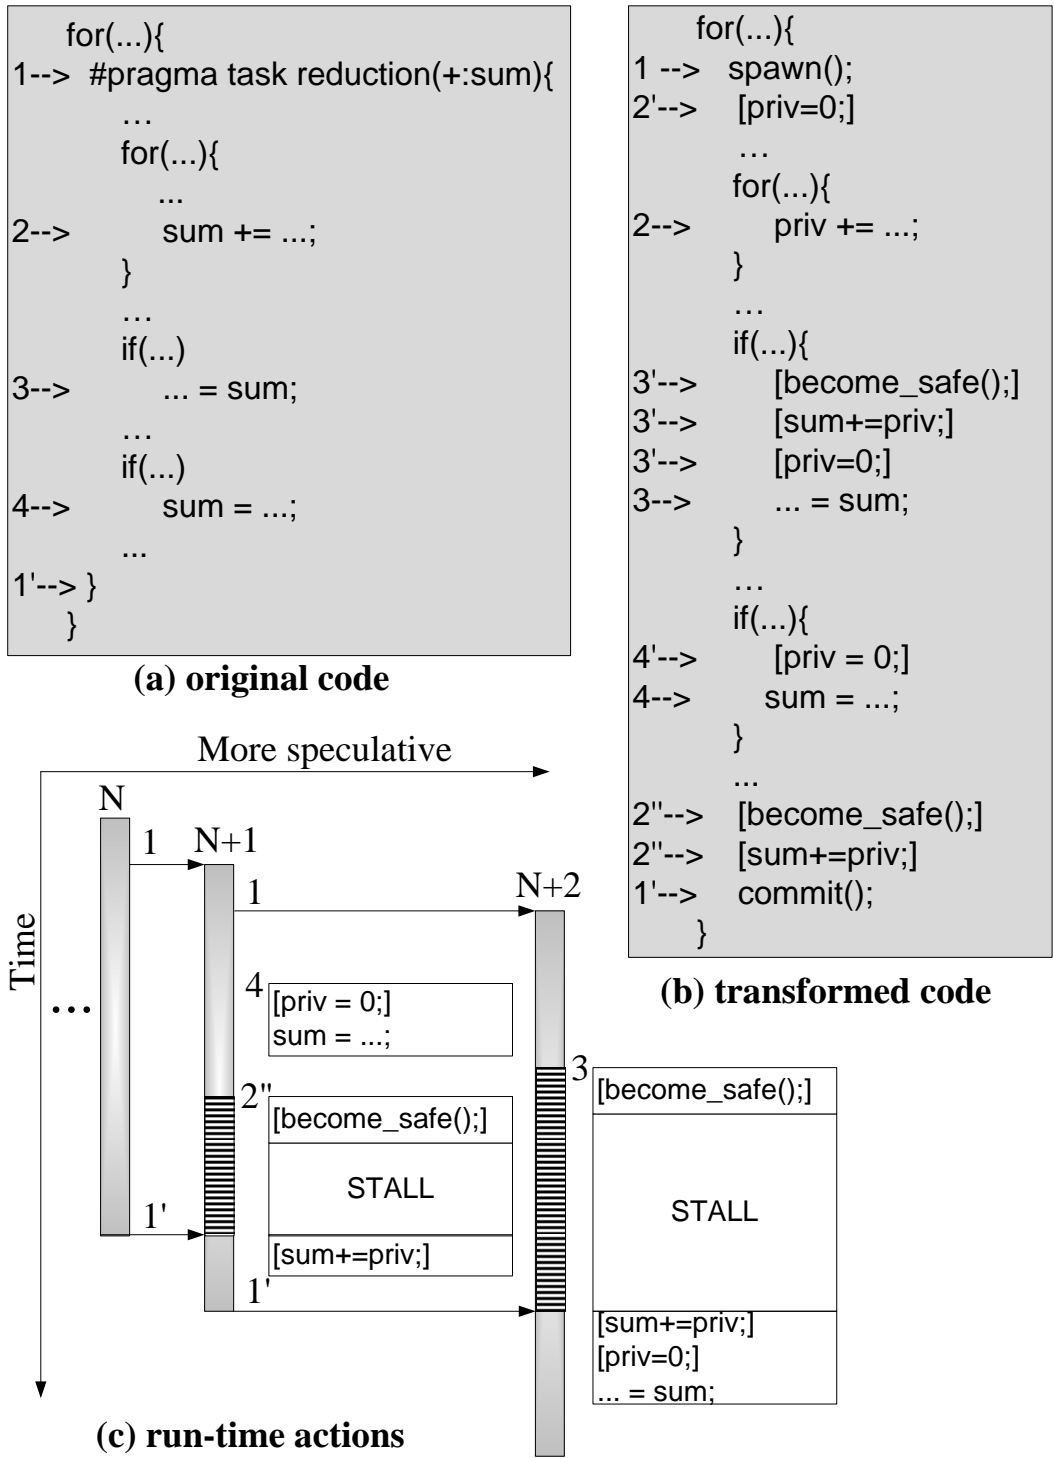 for(...){
1--> #pragma task reduction(+:sum){
...
for(...){
...
2--> sum += ...;
}
...
if(...)
3--> ... = sum;
...
if(...)
4--> sum = ...;
...
1'--> }
}
(a) original code
for(...){
1 --> spawn();
2'--> [priv=0;]
...
for(...){
2--> priv += ...;
}
...
if(...){
3'--> [become_safe();]
3'--> [sum+=priv;]
3'--> [priv=0;]
3--> ... = sum;
}
...
if(...){
4'--> [priv = 0;]
4--> sum = ...;
}
...
2"--> [become_safe();]
2"--> [sum+=priv;]
1'--> commit();
}
(b) transformed code
More speculative
Time
...
N
1
N+1
1
N+2
4
[priv = 0;]
sum = ...;
2"
[become_safe();]
STALL
1'
[sum+=priv;]
1'
3
[become_safe();]
STALL
[sum+=priv;]
[priv=0;]
... = sum;
(c) run-time actions